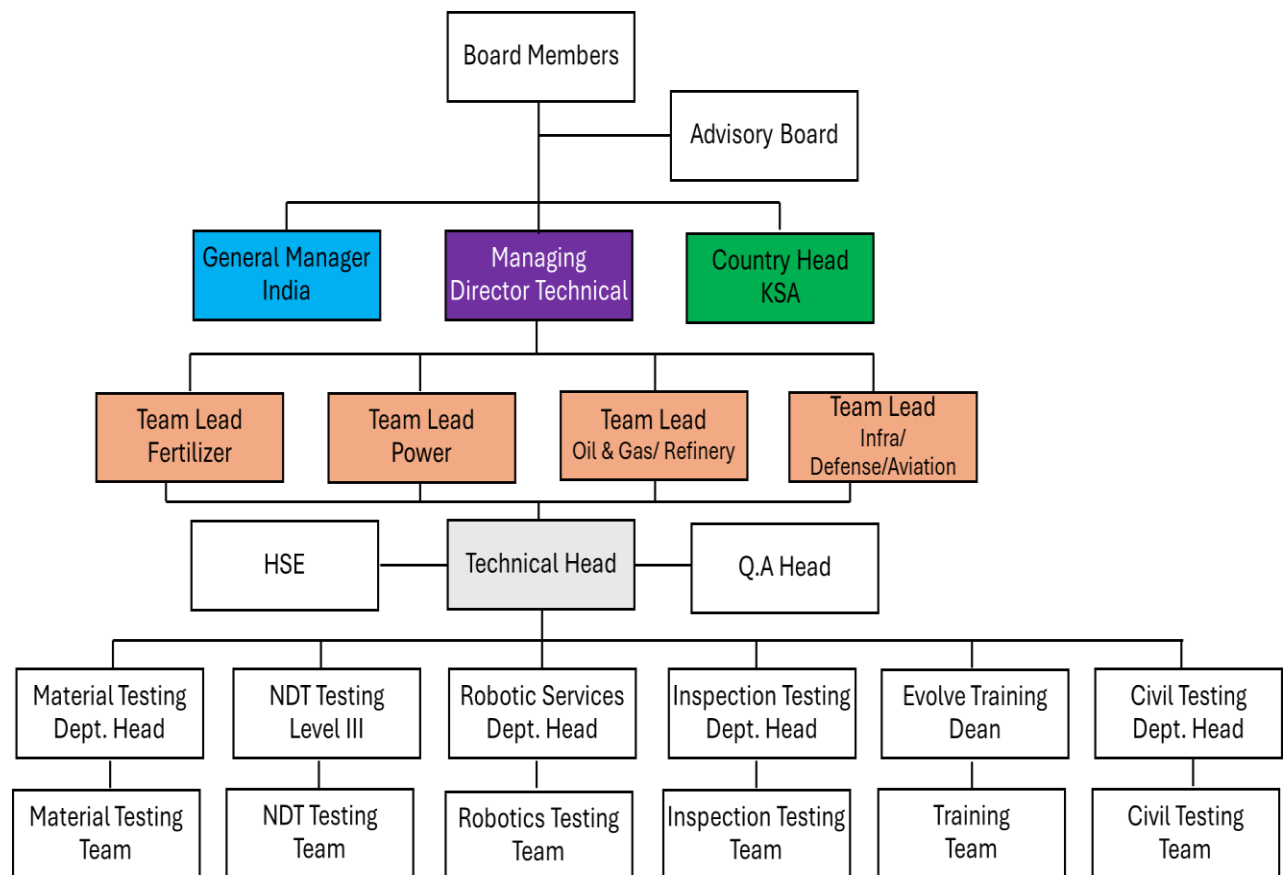 Board Members
Advisory Board
General Manager
India
Managing
Director Technical
Country Head
KSA
Team Lead
Fertilizer
Team Lead
Power
Team Lead
Oil & Gas/ Refinery
Team Lead
Infra/
Defense/Aviation
HSE
Technical Head
Q.A Head
Material Testing
Dept. Head
NDT Testing
Level III
Robotic Services
Dept. Head
Inspection Testing
Dept. Head
Evolve Training
Dean
Civil Testing
Dept. Head
Material Testing
Team
NDT Testing
Team
Robotics Testing
Team
Inspection Testing
Team
Training
Team
Civil Testing
Team